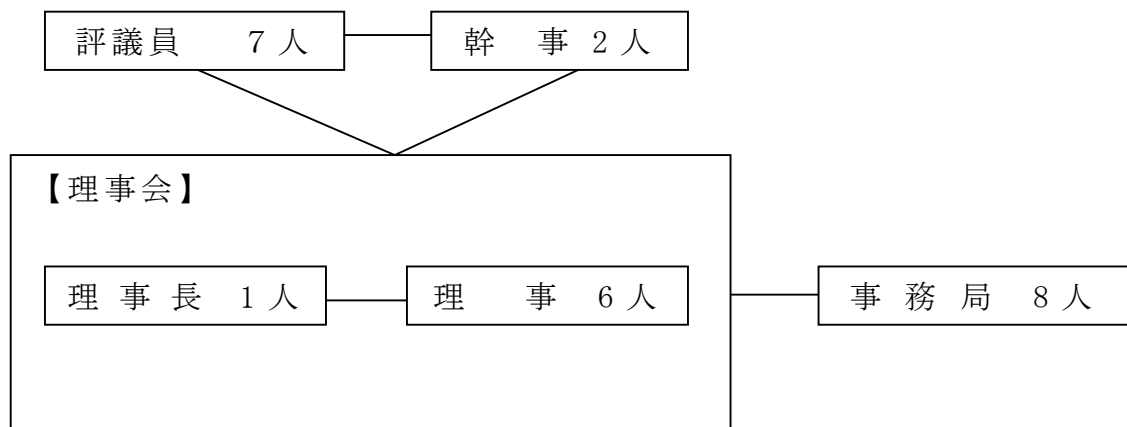 評議員　　7人
幹　事 2人
【理事会】
理 事 長　1人
理　　事　6人
事 務 局　8人